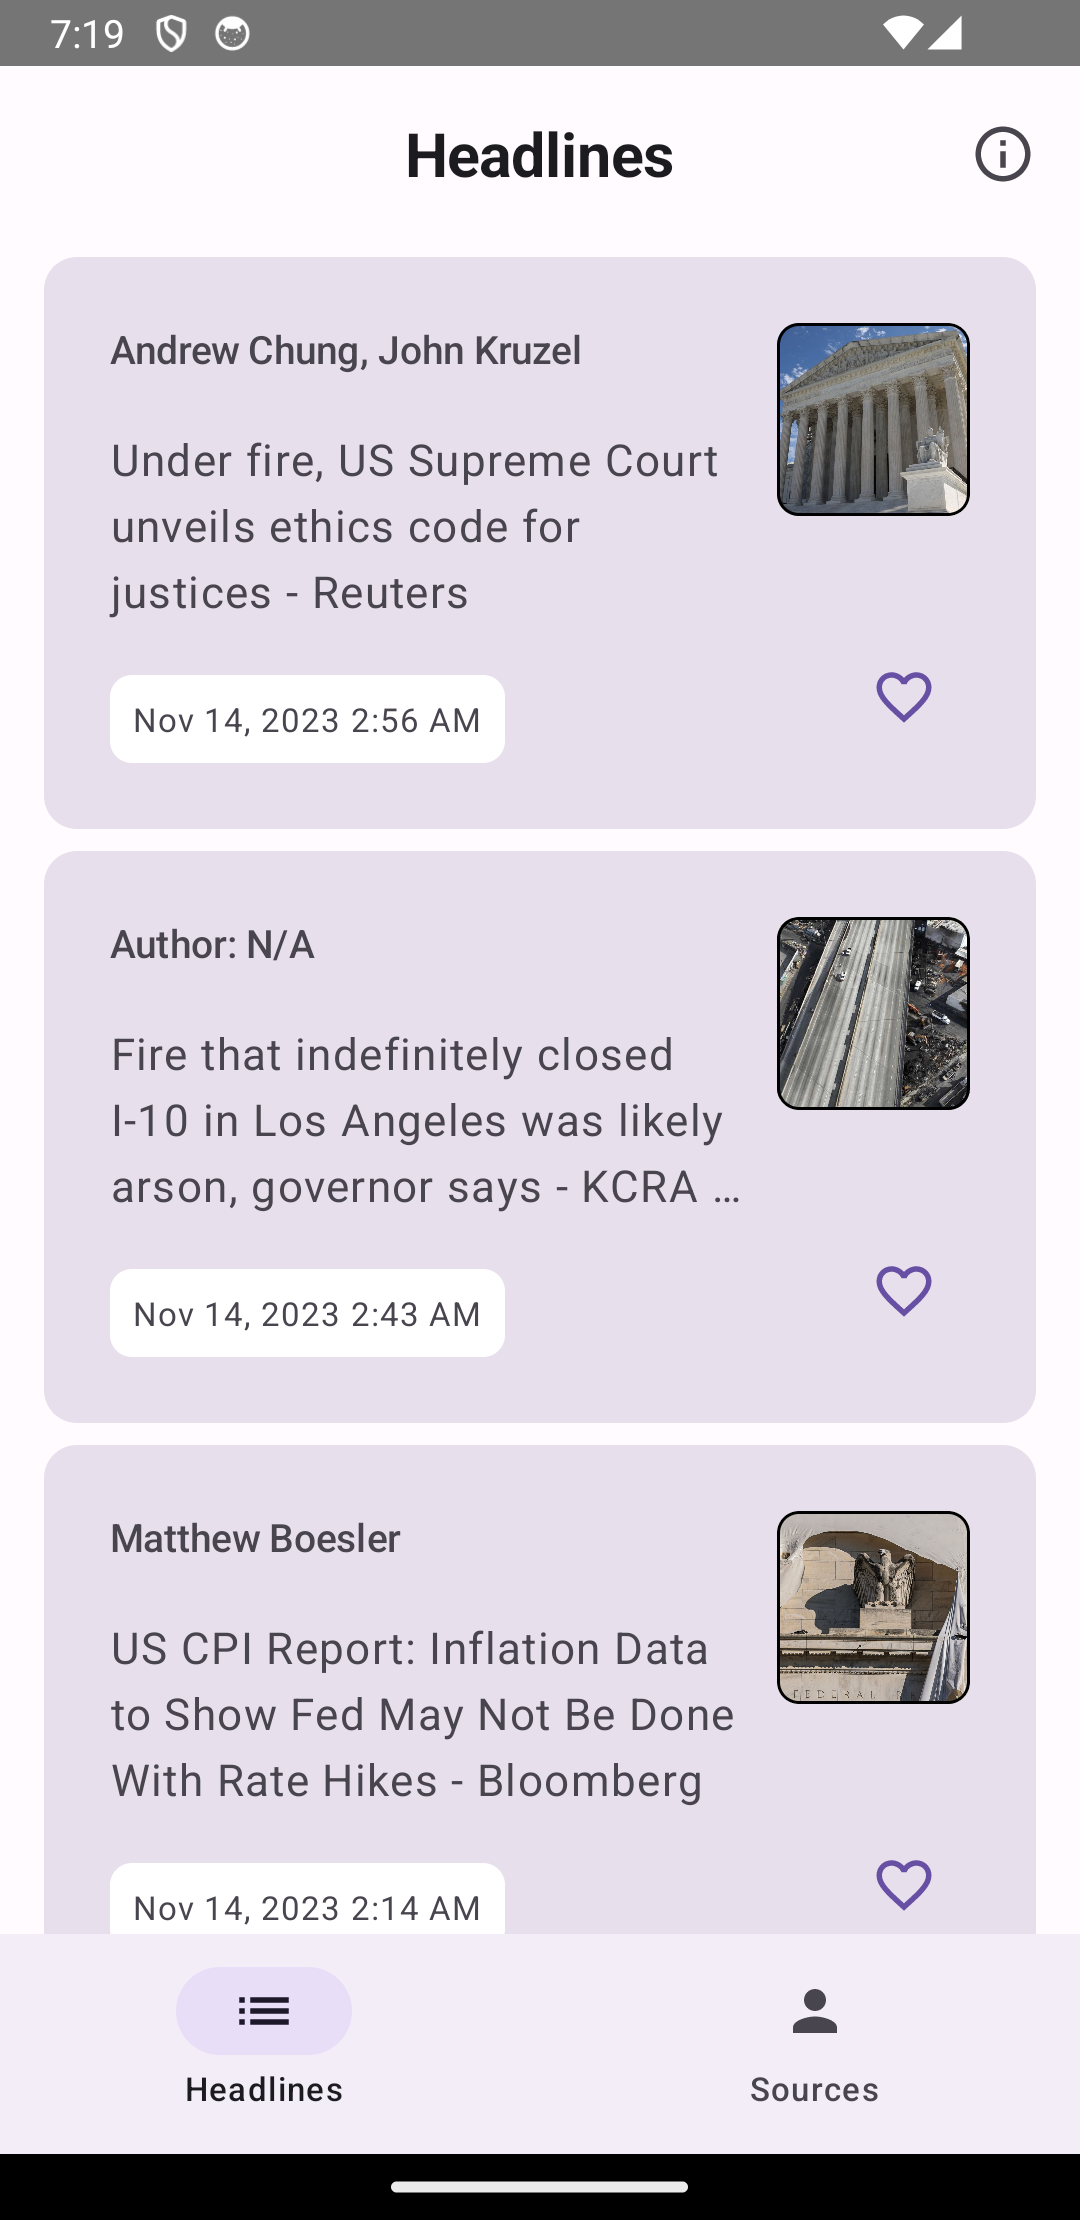 7:19
Headlines
Andrew Chung, John Kruzel
Under fire, US Supreme Court
unveils ethics code for
justices - Reuters
Nov 14, 2023 2:56 AM
Author: N/A
Fire that indefinitely closed
I-10 in Los Angeles was likely
arson, governor says - KCRA …
Nov 14, 2023 2:43 AM
Matthew Boesler
US CPI Report: Inflation Data
to Show Fed May Not Be Done
With Rate Hikes - Bloomberg
FEDERAL
Nov 14, 2023 2:14 AM
Headlines
Sources